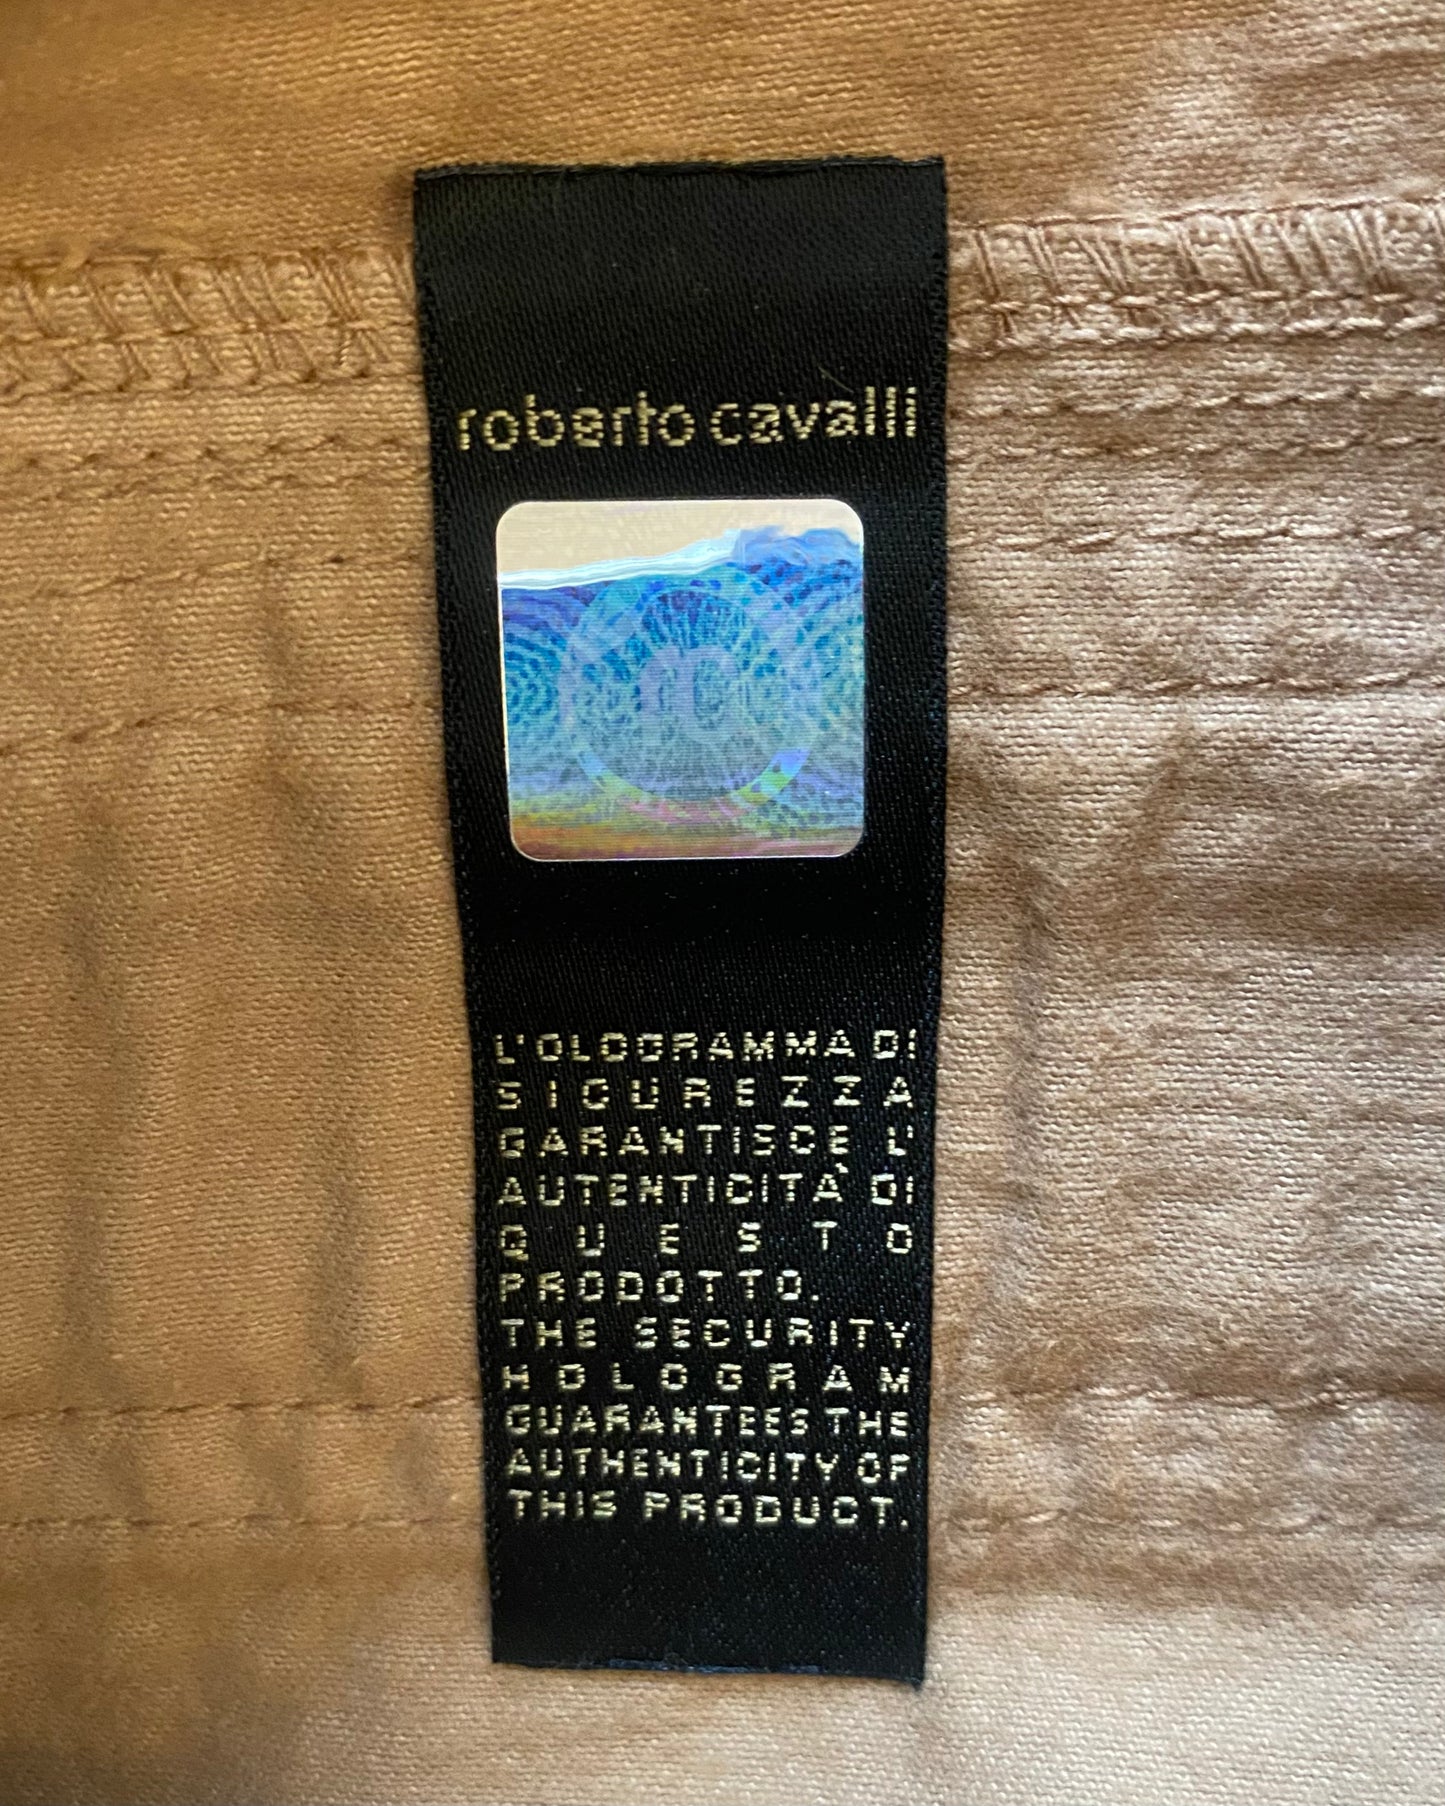 roberto cavalli
L'OLOGRAMMA DI
SICUREZZA
GARANTISCE L'
AUTENTICITÀ DI
QUESTO
PRODOTTO.
THE SECURITY
HOLOGRAM
GUARANTEES THE
AUTHENTICITY OF
THIS PRODUCT.